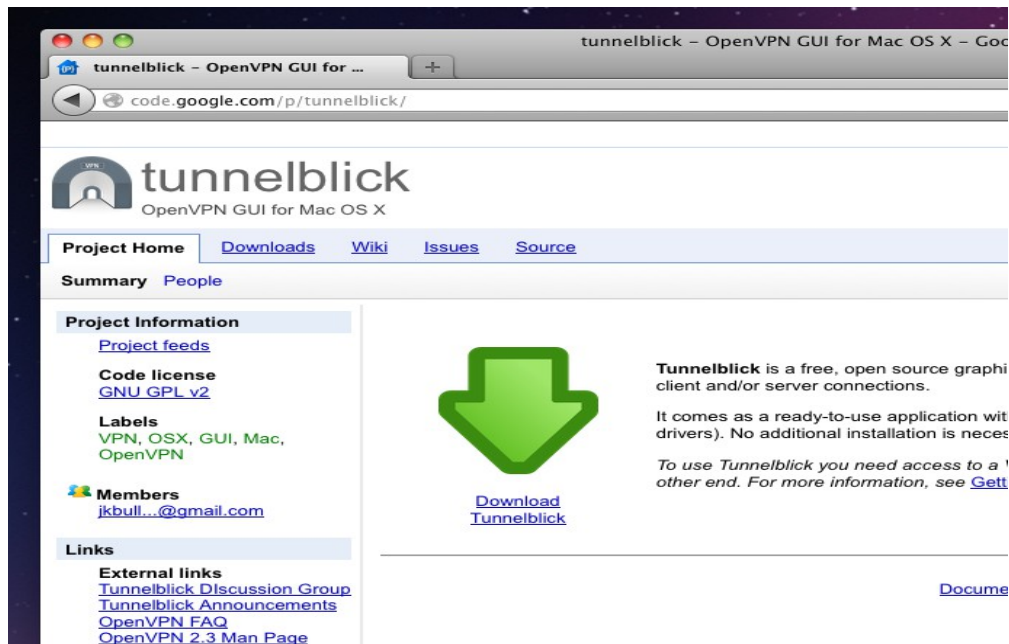 tunnelblick – OpenVPN GUI for Mac OS X – Goo
tunnelblick – OpenVPN GUI for ...
code.google.com/p/tunnelblick/
VPN
tunnelblick
OpenVPN GUI for Mac OS X
Project Home Downloads Wiki Issues Source
Summary People
Project Information
Project feeds
Code license
GNU GPL v2
Labels
VPN, OSX, GUI, Mac,
OpenVPN
Members
jkbull...@gmail.com
Links
External links
Tunnelblick DIscussion Group
Tunnelblick Announcements
OpenVPN FAQ
OpenVPN 2.3 Man Page
Download
Tunnelblick
Tunnelblick is a free, open source graphi
client and/or server connections.
It comes as a ready-to-use application wit
drivers). No additional installation is neces
To use Tunnelblick you need access to a
other end. For more information, see Gett
Docume